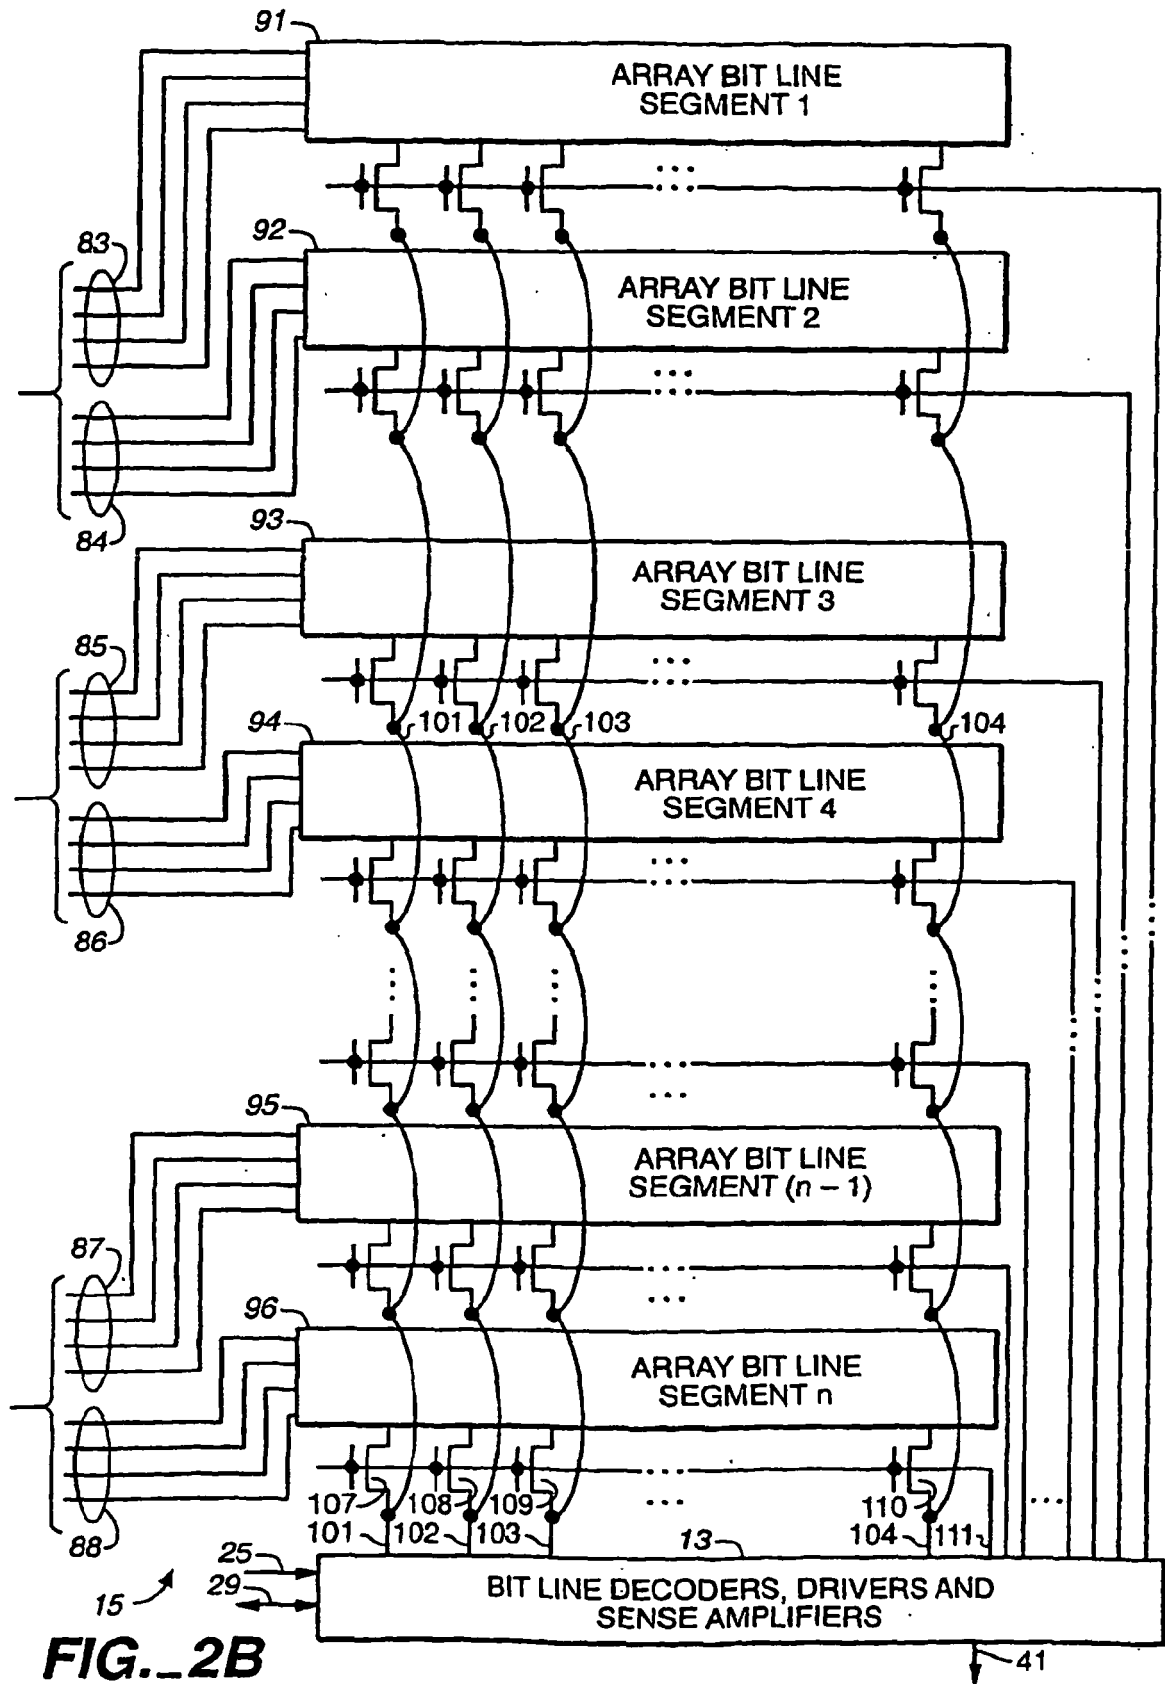 91
ARRAY BIT LINE
SEGMENT 1
83
92
ARRAY BIT LINE
SEGMENT 2
84
93
ARRAY BIT LINE
SEGMENT 3
85
101 102 103 104
94
ARRAY BIT LINE
SEGMENT 4
86
95
ARRAY BIT LINE
SEGMENT (n – 1)
87
96
ARRAY BIT LINE
SEGMENT n
107 108 109 110
88
101 102 103 104 111
13
25
BIT LINE DECODERS, DRIVERS AND
SENSE AMPLIFIERS
29
15
41
FIG._2B